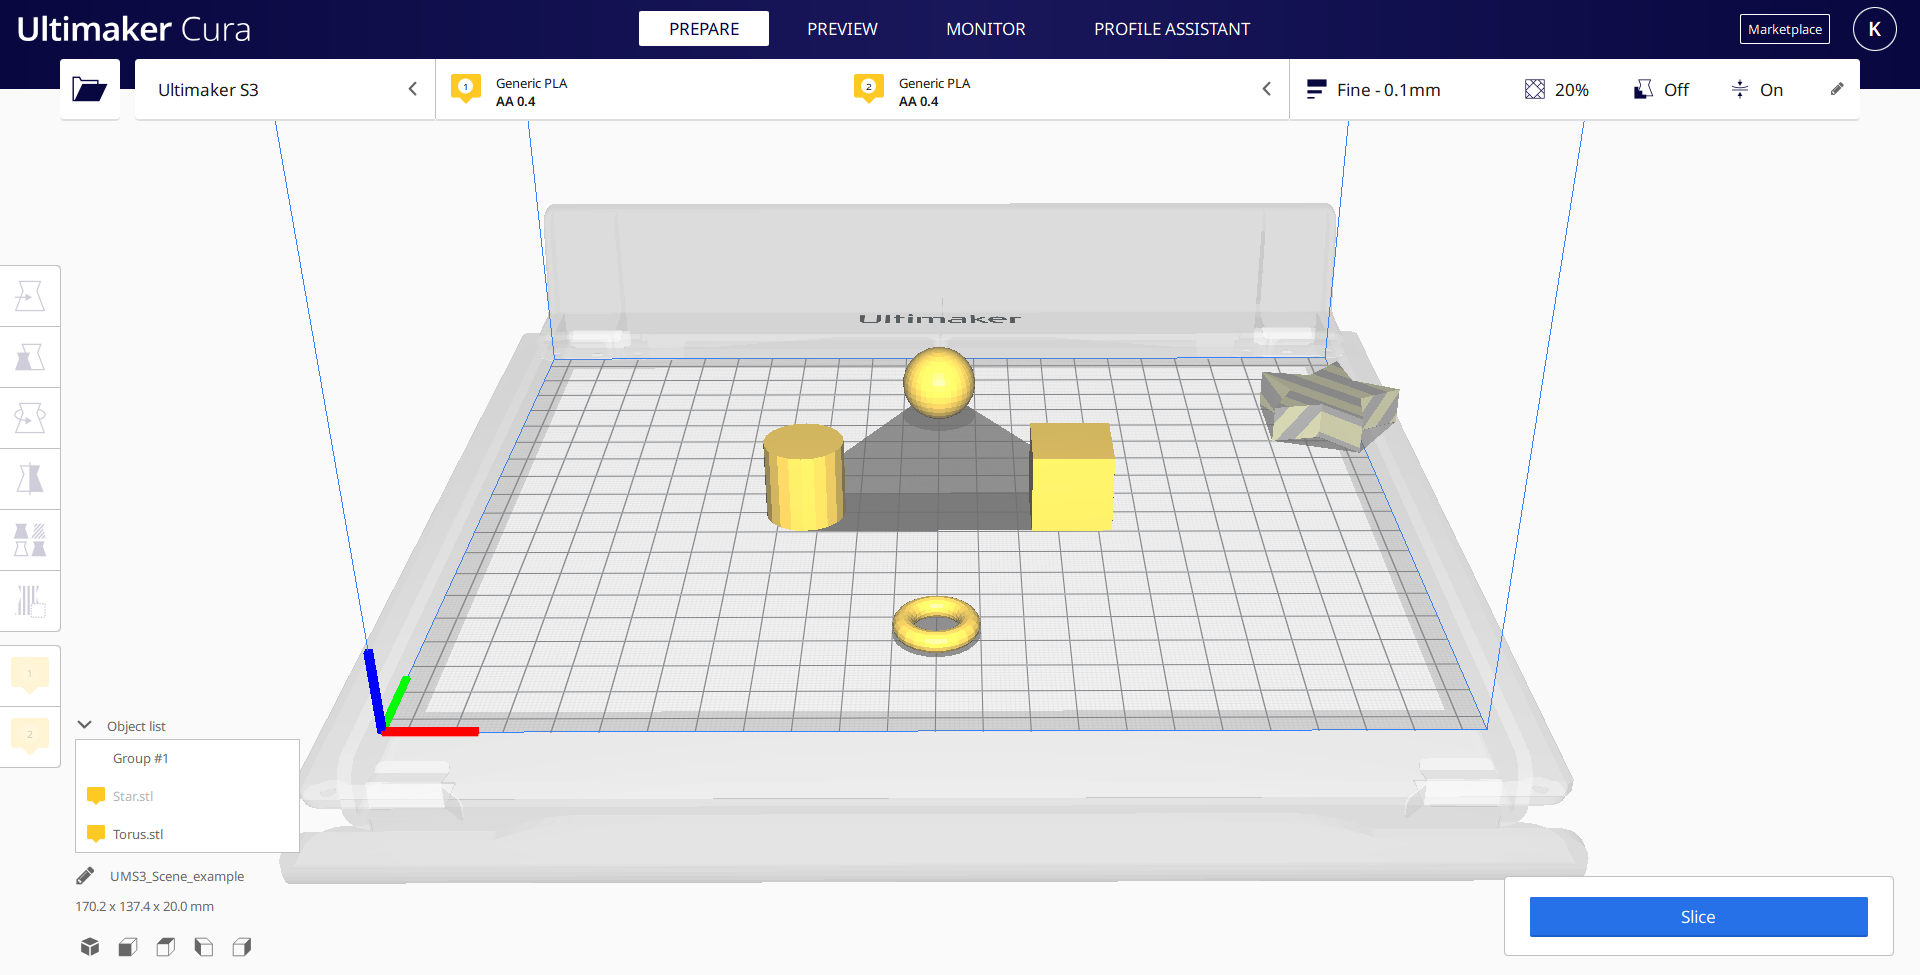 Ultimaker Cura
PREPARE
PREVIEW
MONITOR
PROFILE ASSISTANT
Marketplace
K
Ultimaker S3
1
Generic PLA
AA 0.4
2
Generic PLA
AA 0.4
Fine - 0.1mm
20%
Off
On
Ultimaker
1
2
Object list
Group #1
Star.stl
Torus.stl
UMS3_Scene_example
170.2 x 137.4 x 20.0 mm
Slice